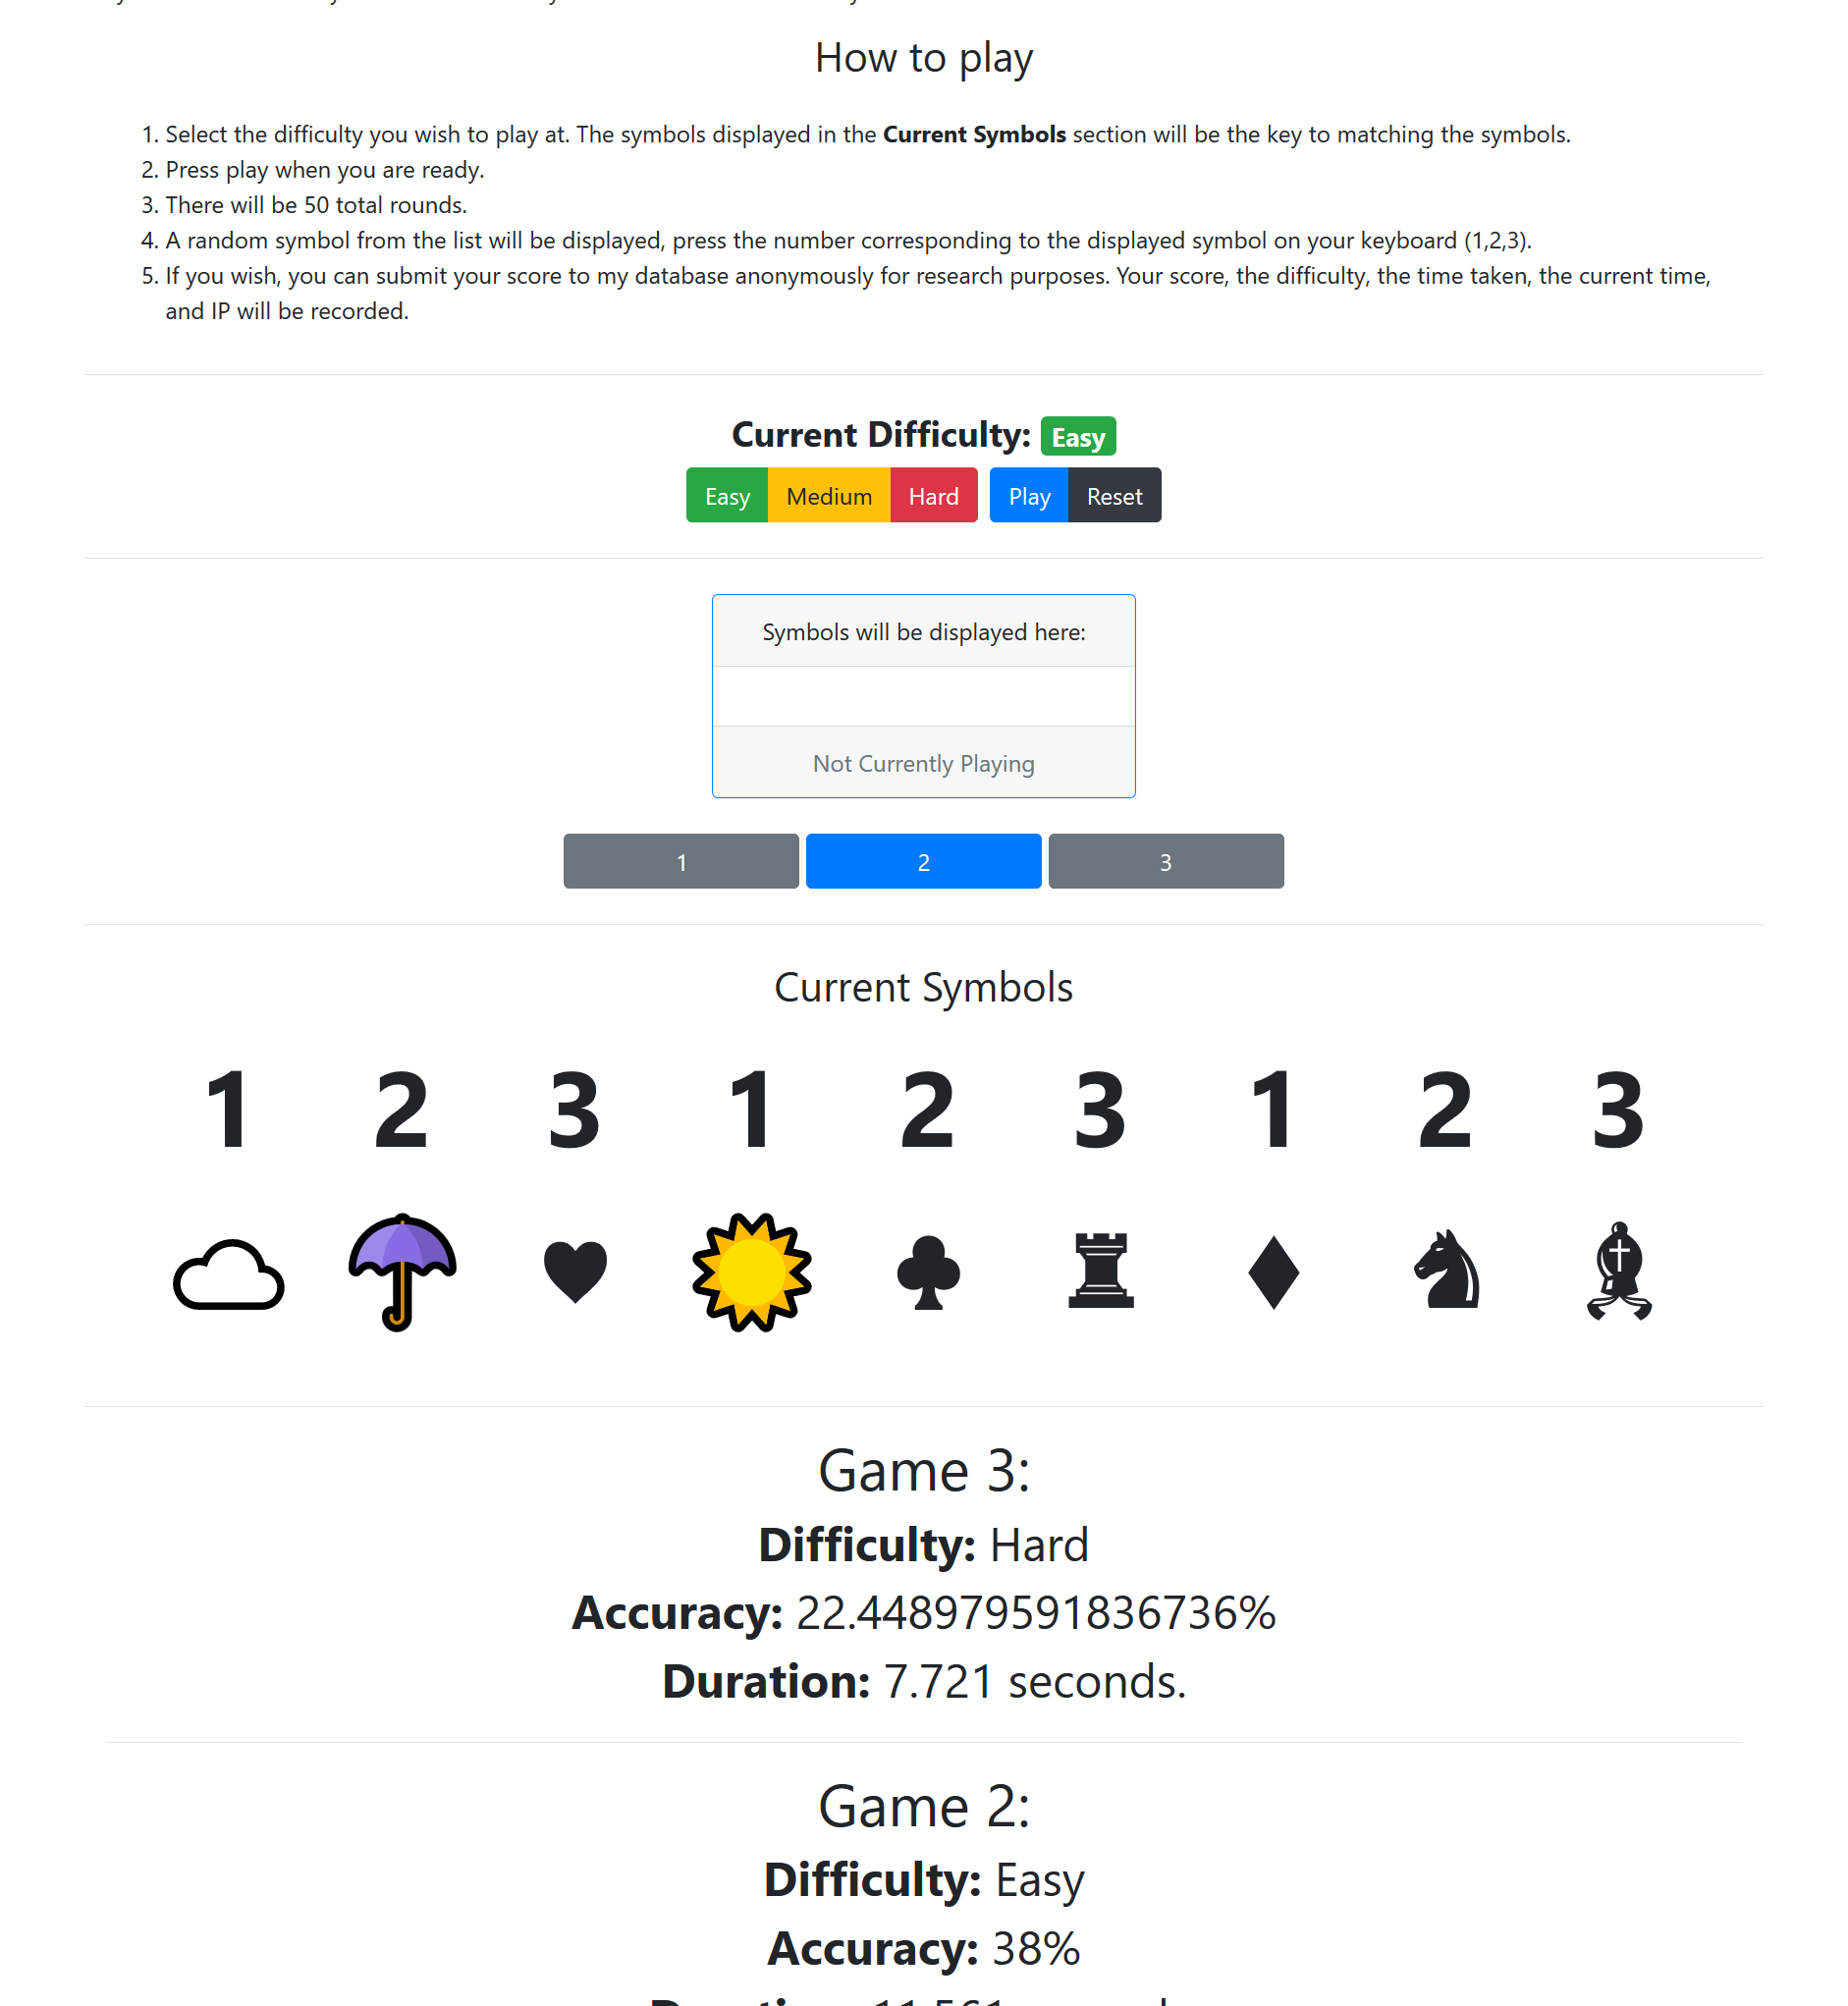 How to play
1. Select the difficulty you wish to play at. The symbols displayed in the Current Symbols section will be the key to matching the symbols.
2. Press play when you are ready.
3. There will be 50 total rounds.
4. A random symbol from the list will be displayed, press the number corresponding to the displayed symbol on your keyboard (1,2,3).
5. If you wish, you can submit your score to my database anonymously for research purposes. Your score, the difficulty, the time taken, the current time,
and IP will be recorded.
Current Difficulty: Easy
Easy Medium Hard Play Reset
Symbols will be displayed here:
Not Currently Playing
1 2 3
Current Symbols
1 2 3 1 2 3 1 2 3
Game 3:
Difficulty: Hard
Accuracy: 22.448979591836736%
Duration: 7.721 seconds.
Game 2:
Difficulty: Easy
Accuracy: 38%